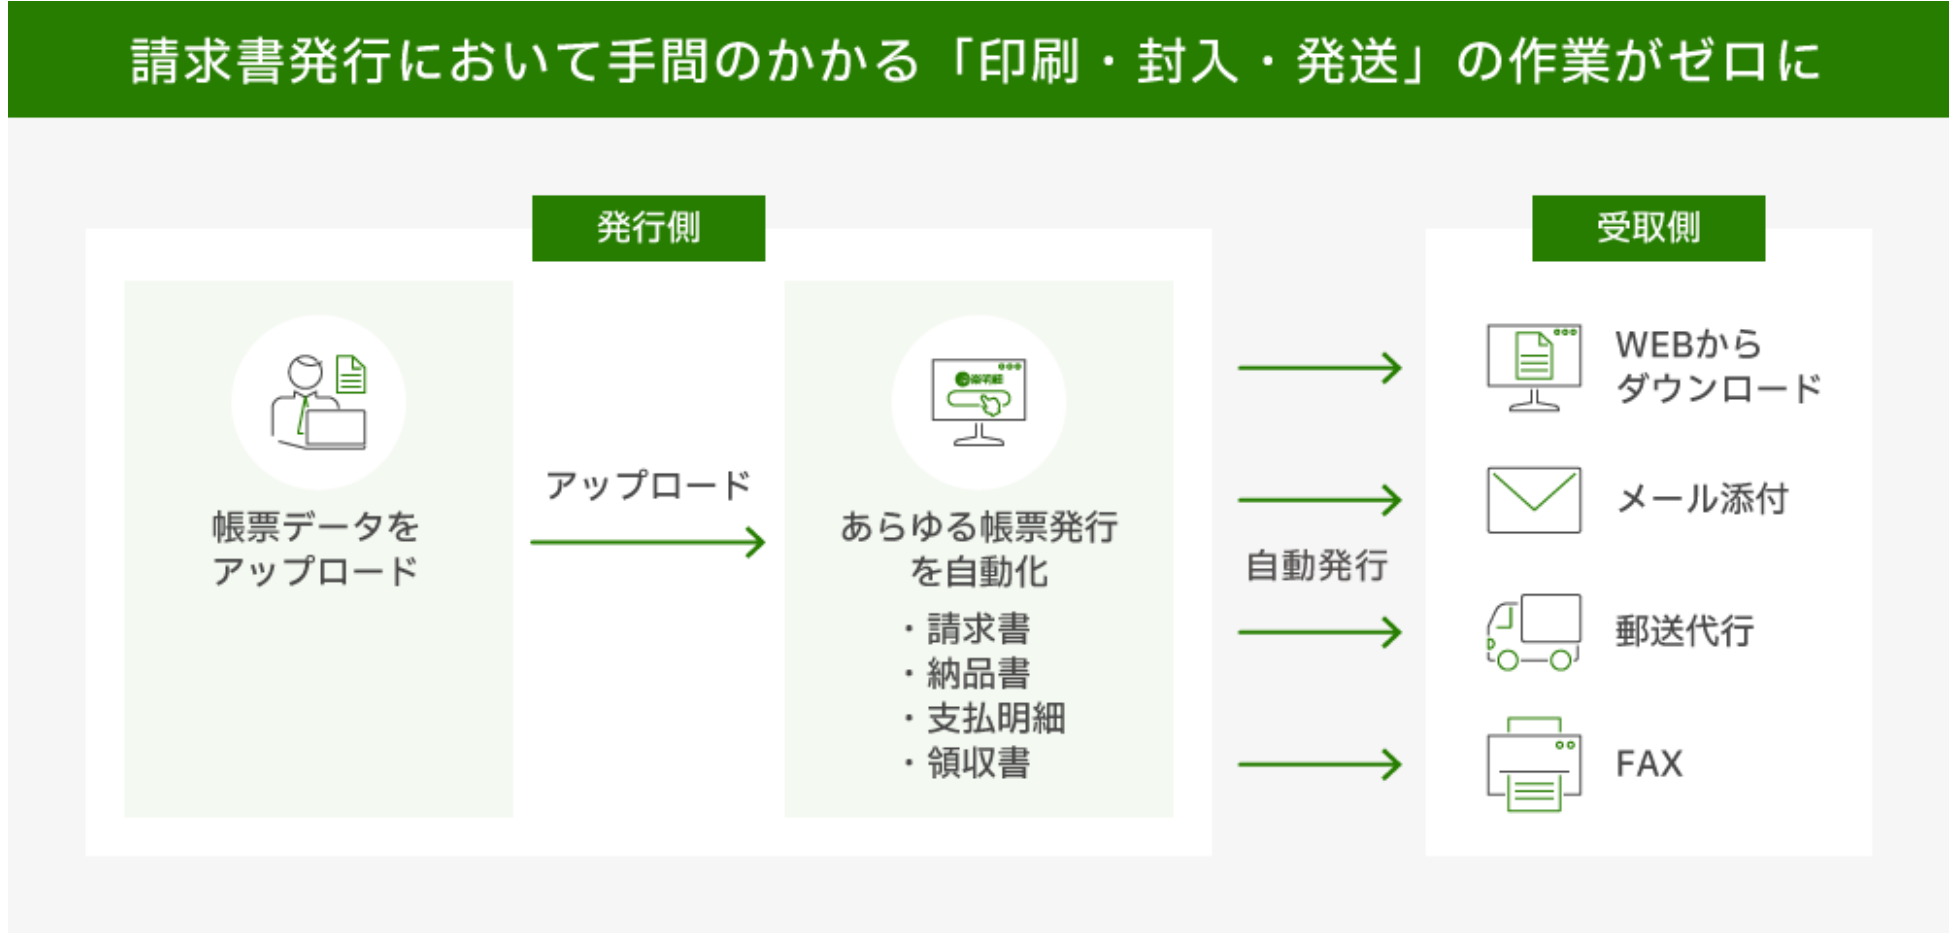 請求書発行において手間のかかる「印刷・封入・発送」の作業がゼロに
発行側
帳票データを
アップロード
アップロード
楽明細
あらゆる帳票発行
を自動化
・請求書
・納品書
・支払明細
・領収書
自動発行
受取側
WEBから
ダウンロード
メール添付
郵送代行
FAX